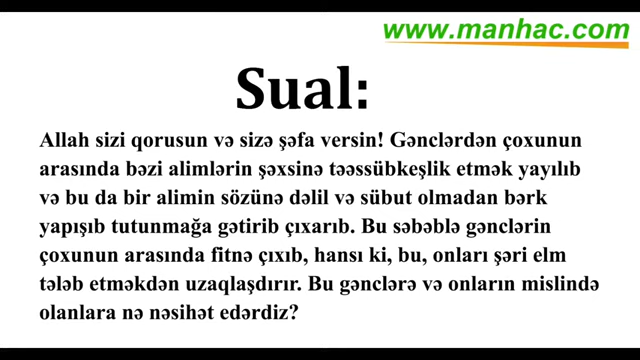 www.manhac.com
Sual:
Allah sizi qorusun və sizə şəfa versin! Gənclərdən çoxunun
arasında bəzi alimlərin şəxsinə təəssübkeşlik etmək yayılıb
və bu da bir alimin sözünə dəlil və sübut olmadan bərk
yapışıb tutunmağa gətirib çıxarıb. Bu səbəblə gənclərin
çoxunun arasında fitnə çıxıb, hansı ki, bu, onları şəri elm
tələb etməkdən uzaqlaşdırır. Bu gənclərə və onların mislində
olanlara nə nəsihət edərdiz?